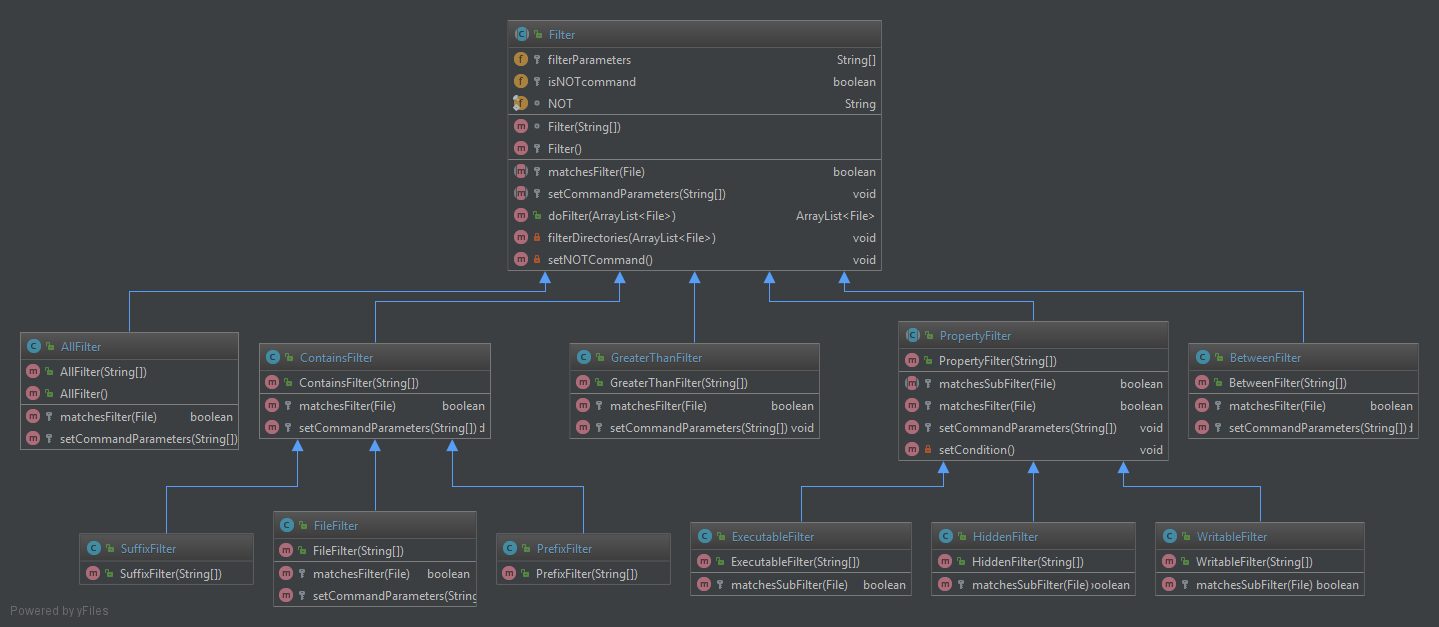 Filter
filterParameters String[]
isNOTcommand boolean
NOT String
Filter(String[])
Filter()
matchesFilter(File) boolean
setCommandParameters(String[]) void
doFilter(ArrayList<File>) ArrayList<File>
filterDirectories(ArrayList<File>) void
setNOTCommand() void
AllFilter
AllFilter(String[])
AllFilter()
matchesFilter(File) boolean
setCommandParameters(String[])
ContainsFilter
ContainsFilter(String[])
matchesFilter(File) boolean
setCommandParameters(String[])
GreaterThanFilter
GreaterThanFilter(String[])
matchesFilter(File) boolean
setCommandParameters(String[]) void
PropertyFilter
PropertyFilter(String[])
matchesSubFilter(File) boolean
matchesFilter(File) boolean
setCommandParameters(String[]) void
setCondition() void
BetweenFilter
BetweenFilter(String[])
matchesFilter(File) boolean
setCommandParameters(String[])
SuffixFilter
SuffixFilter(String[])
FileFilter
FileFilter(String[])
matchesFilter(File) boolean
setCommandParameters(String
PrefixFilter
PrefixFilter(String[])
ExecutableFilter
ExecutableFilter(String[])
matchesSubFilter(File) boolean
HiddenFilter
HiddenFilter(String[])
matchesSubFilter(File) boolean
WritableFilter
WritableFilter(String[])
matchesSubFilter(File) boolean
Powered by yFiles